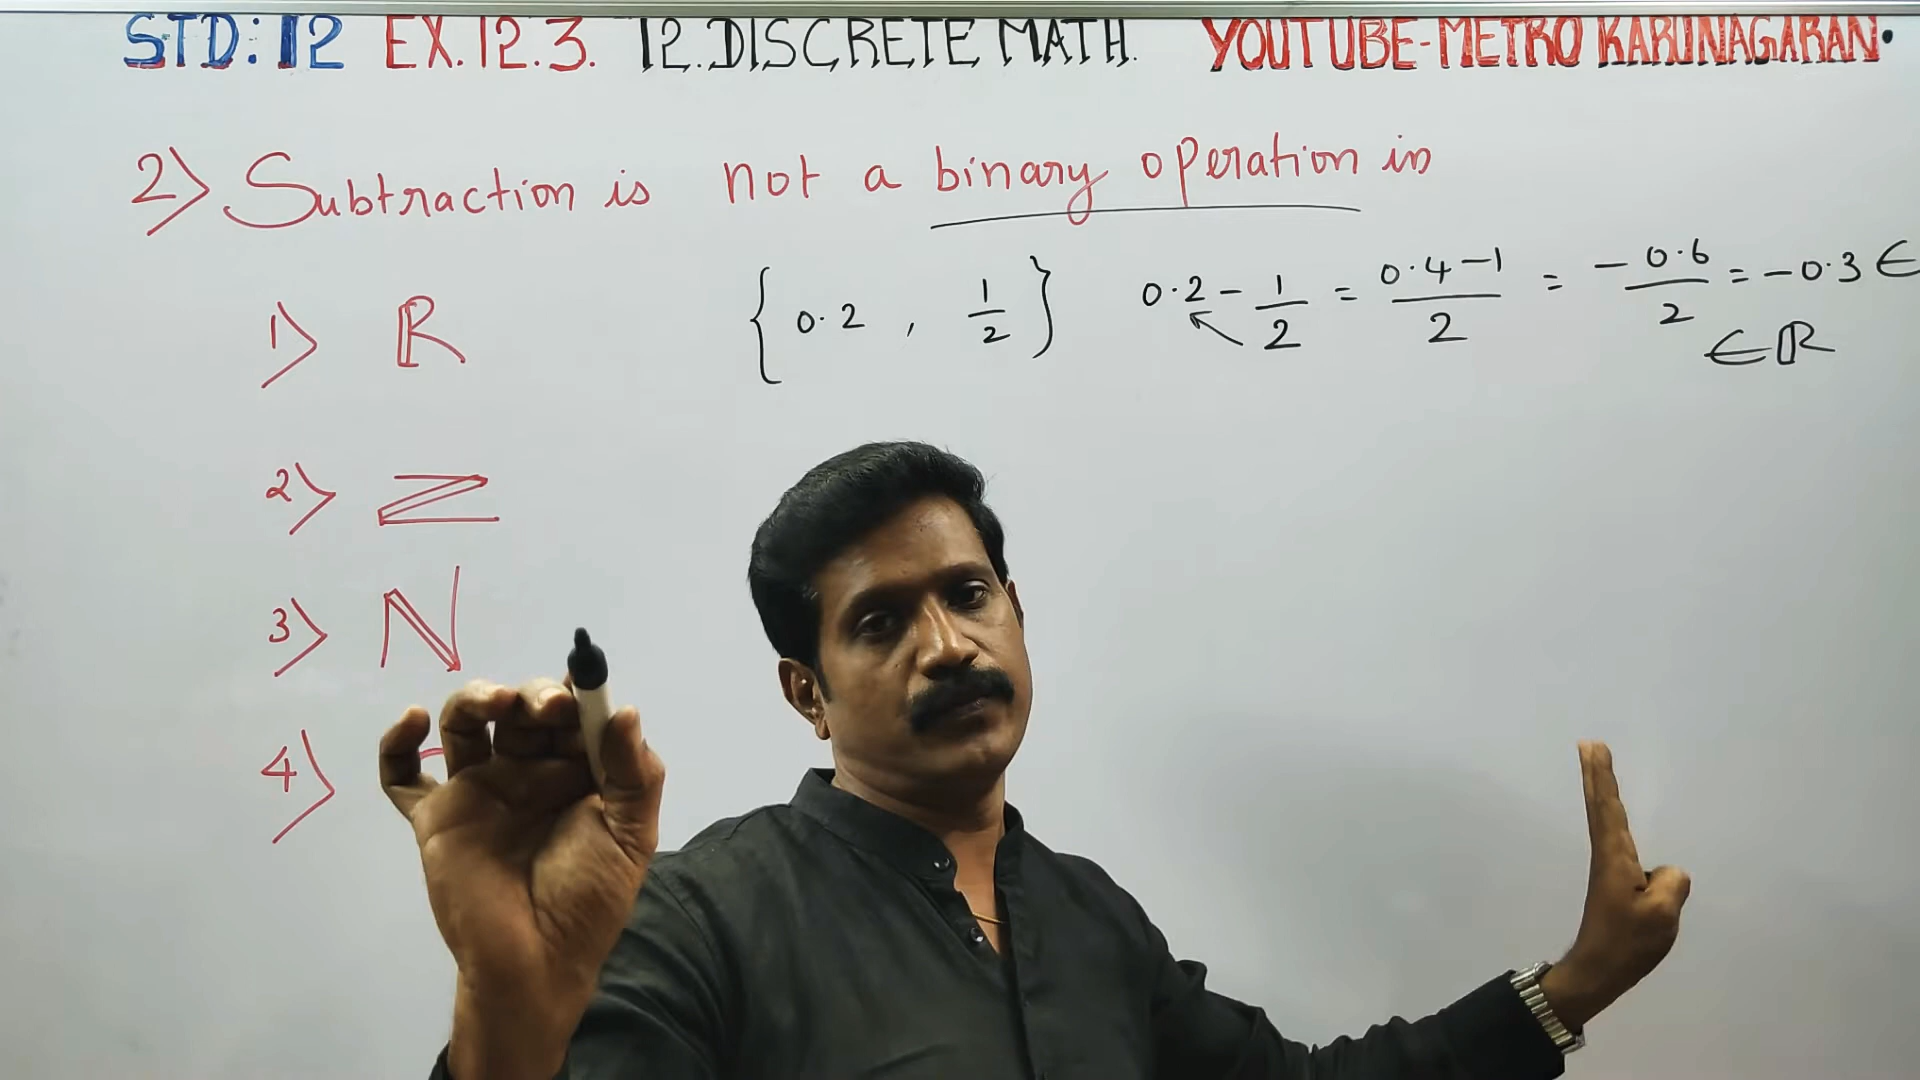 STD: 12 EX.12.3. 12.DISCRETE MATH. YOUTUBE-METRO KARUNAGARAN.
2) Subtraction is not a binary operation in
1) ℝ { 0.2 , 1/2 } 0.2 - 1/2 = 0.4-1/2 = -0.6/2 = -0.3 ∈
∈ ℝ
2) ℤ
3) ℕ
4)